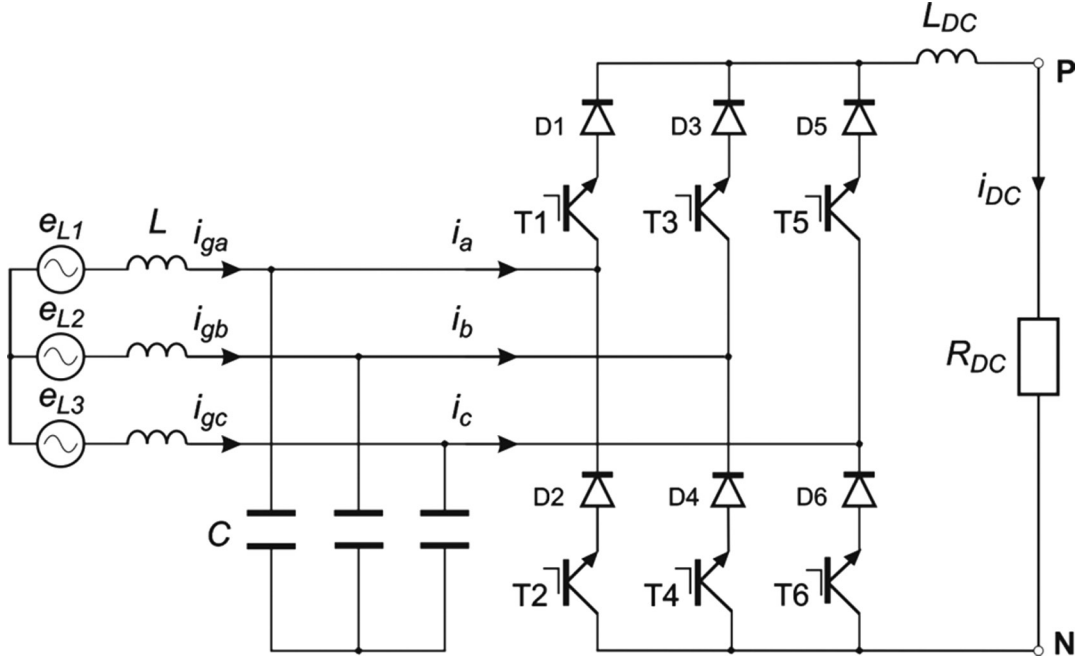 L_DC
P
D1 D3 D5
i_DC
T1 T3 T5
e_L1 L i_ga i_a
e_L2 i_gb i_b
R_DC
e_L3 i_gc i_c
D2 D4 D6
C
T2 T4 T6
N